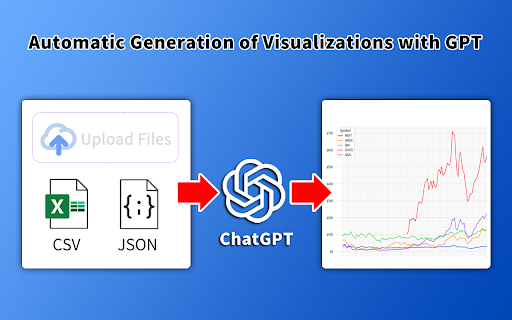 Automatic Generation of Visualizations with GPT
Upload Files
CSV
JSON
ChatGPT
Symbol
MSFT
AMZN
IBM
GOOG
AAPL